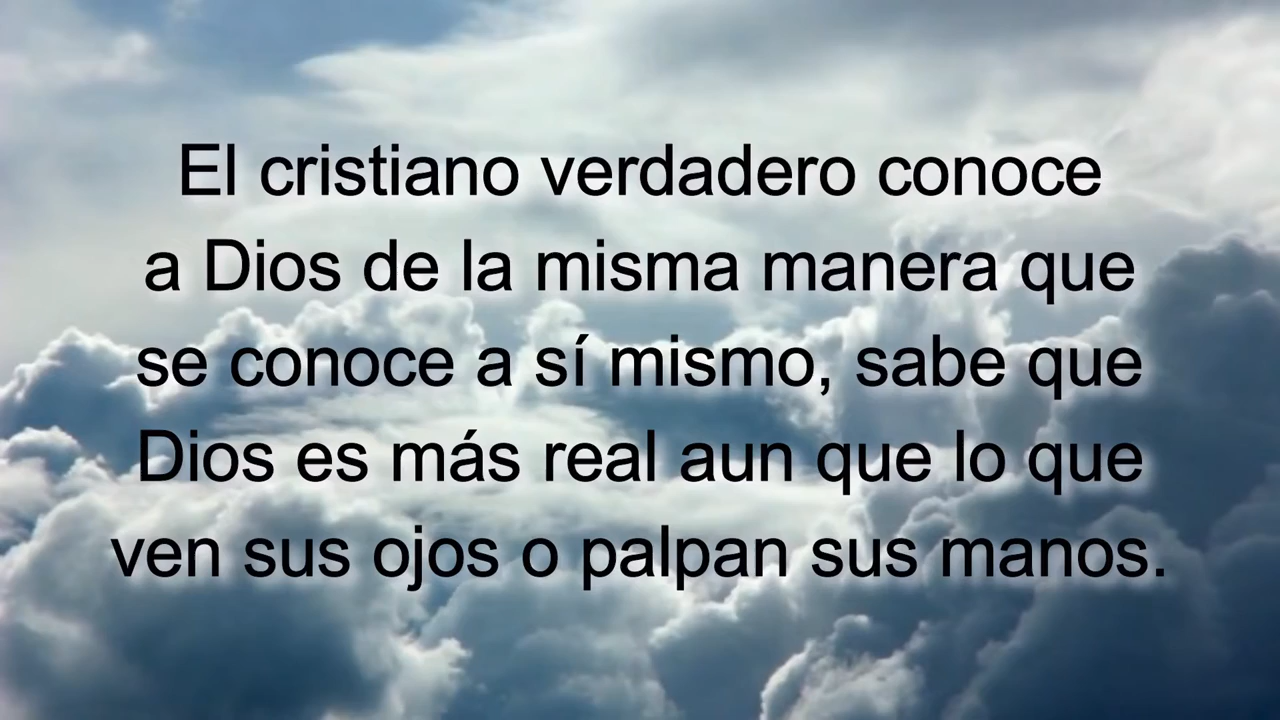 El cristiano verdadero conoce
a Dios de la misma manera que
se conoce a sí mismo, sabe que
Dios es más real aun que lo que
ven sus ojos o palpan sus manos.